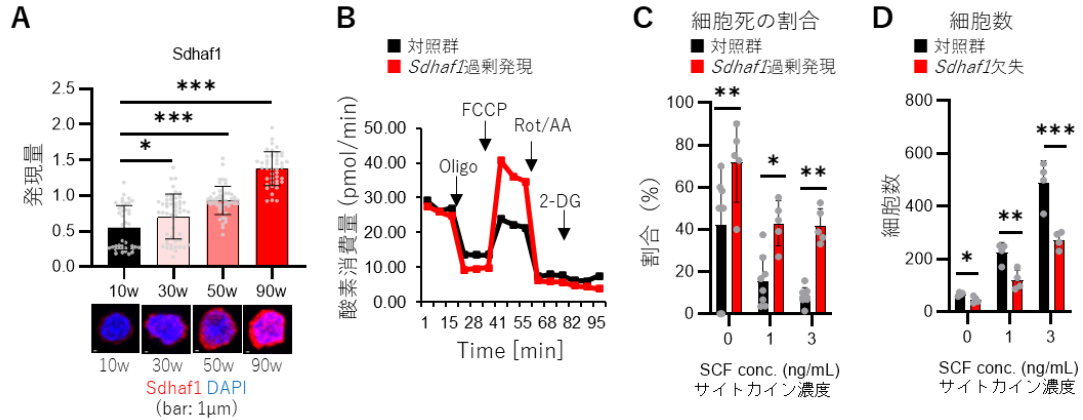 A
Sdhaf1
***
***
*
発現量
2.5
2.0
1.5
1.0
0.5
0.0
10w 30w 50w 90w
10w 30w 50w 90w
Sdhaf1 DAPI
(bar: 1μm)
B
対照群
Sdhaf1過剰発現
酸素消費量 (pmol/min)
50.00
40.00
30.00
20.00
10.00
0.00
Oligo
FCCP
Rot/AA
2-DG
1 15 28 41 55 68 82 95
Time [min]
C
細胞死の割合
対照群
Sdhaf1過剰発現
割合 (%)
100
80
60
40
20
0
**
*
**
0 1 3
SCF conc. (ng/mL)
サイトカイン濃度
D
細胞数
対照群
Sdhaf1欠失
細胞数
800
600
400
200
0
*
**
***
0 1 3
SCF conc. (ng/mL)
サイトカイン濃度